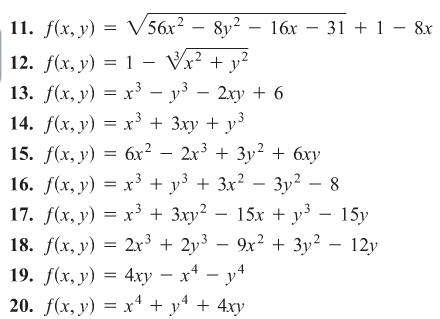 11. f(x, y) = √(56x² − 8y² − 16x − 31) + 1 − 8x
12. f(x, y) = 1 − ∛(x² + y²)
13. f(x, y) = x³ − y³ − 2xy + 6
14. f(x, y) = x³ + 3xy + y³
15. f(x, y) = 6x² − 2x³ + 3y² + 6xy
16. f(x, y) = x³ + y³ + 3x² − 3y² − 8
17. f(x, y) = x³ + 3xy² − 15x + y³ − 15y
18. f(x, y) = 2x³ + 2y³ − 9x² + 3y² − 12y
19. f(x, y) = 4xy − x⁴ − y⁴
20. f(x, y) = x⁴ + y⁴ + 4xy